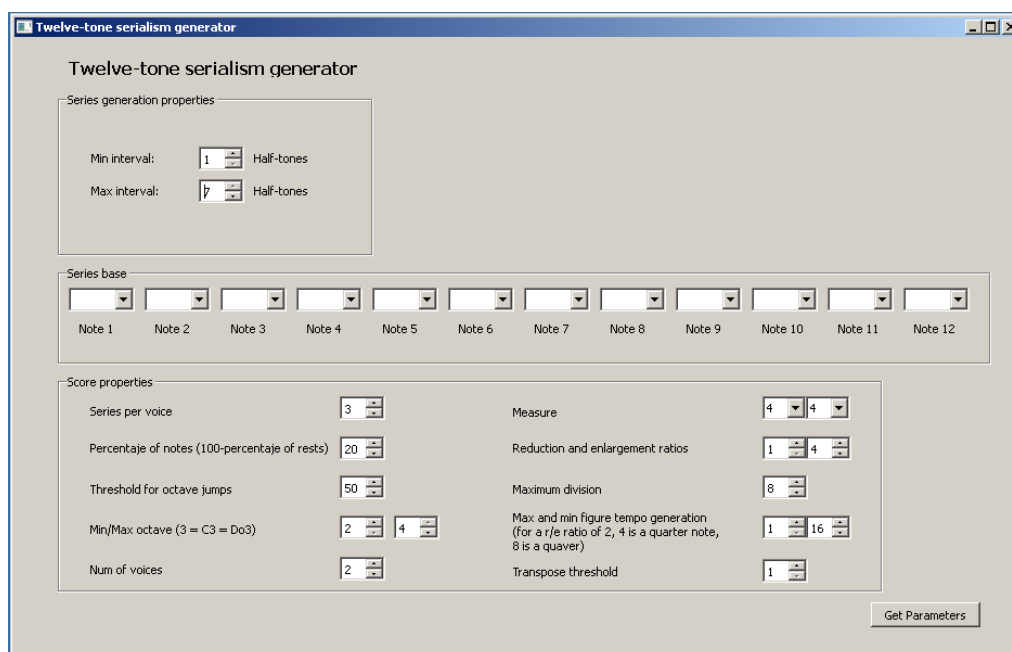 Twelve-tone serialism generator
Twelve-tone serialism generator
Series generation properties
Min interval: 1 Half-tones
Max interval: 7 Half-tones
Series base
Note 1 Note 2 Note 3 Note 4 Note 5 Note 6 Note 7 Note 8 Note 9 Note 10 Note 11 Note 12
Score properties
Series per voice 3
Percentaje of notes (100-percentaje of rests) 20
Threshold for octave jumps 50
Min/Max octave (3 = C3 = Do3) 2 4
Num of voices 2
Measure 4 4
Reduction and enlargement ratios 1 4
Maximum division 8
Max and min figure tempo generation
(for a r/e ratio of 2, 4 is a quarter note, 1 16
8 is a quaver)
Transpose threshold 1
Get Parameters